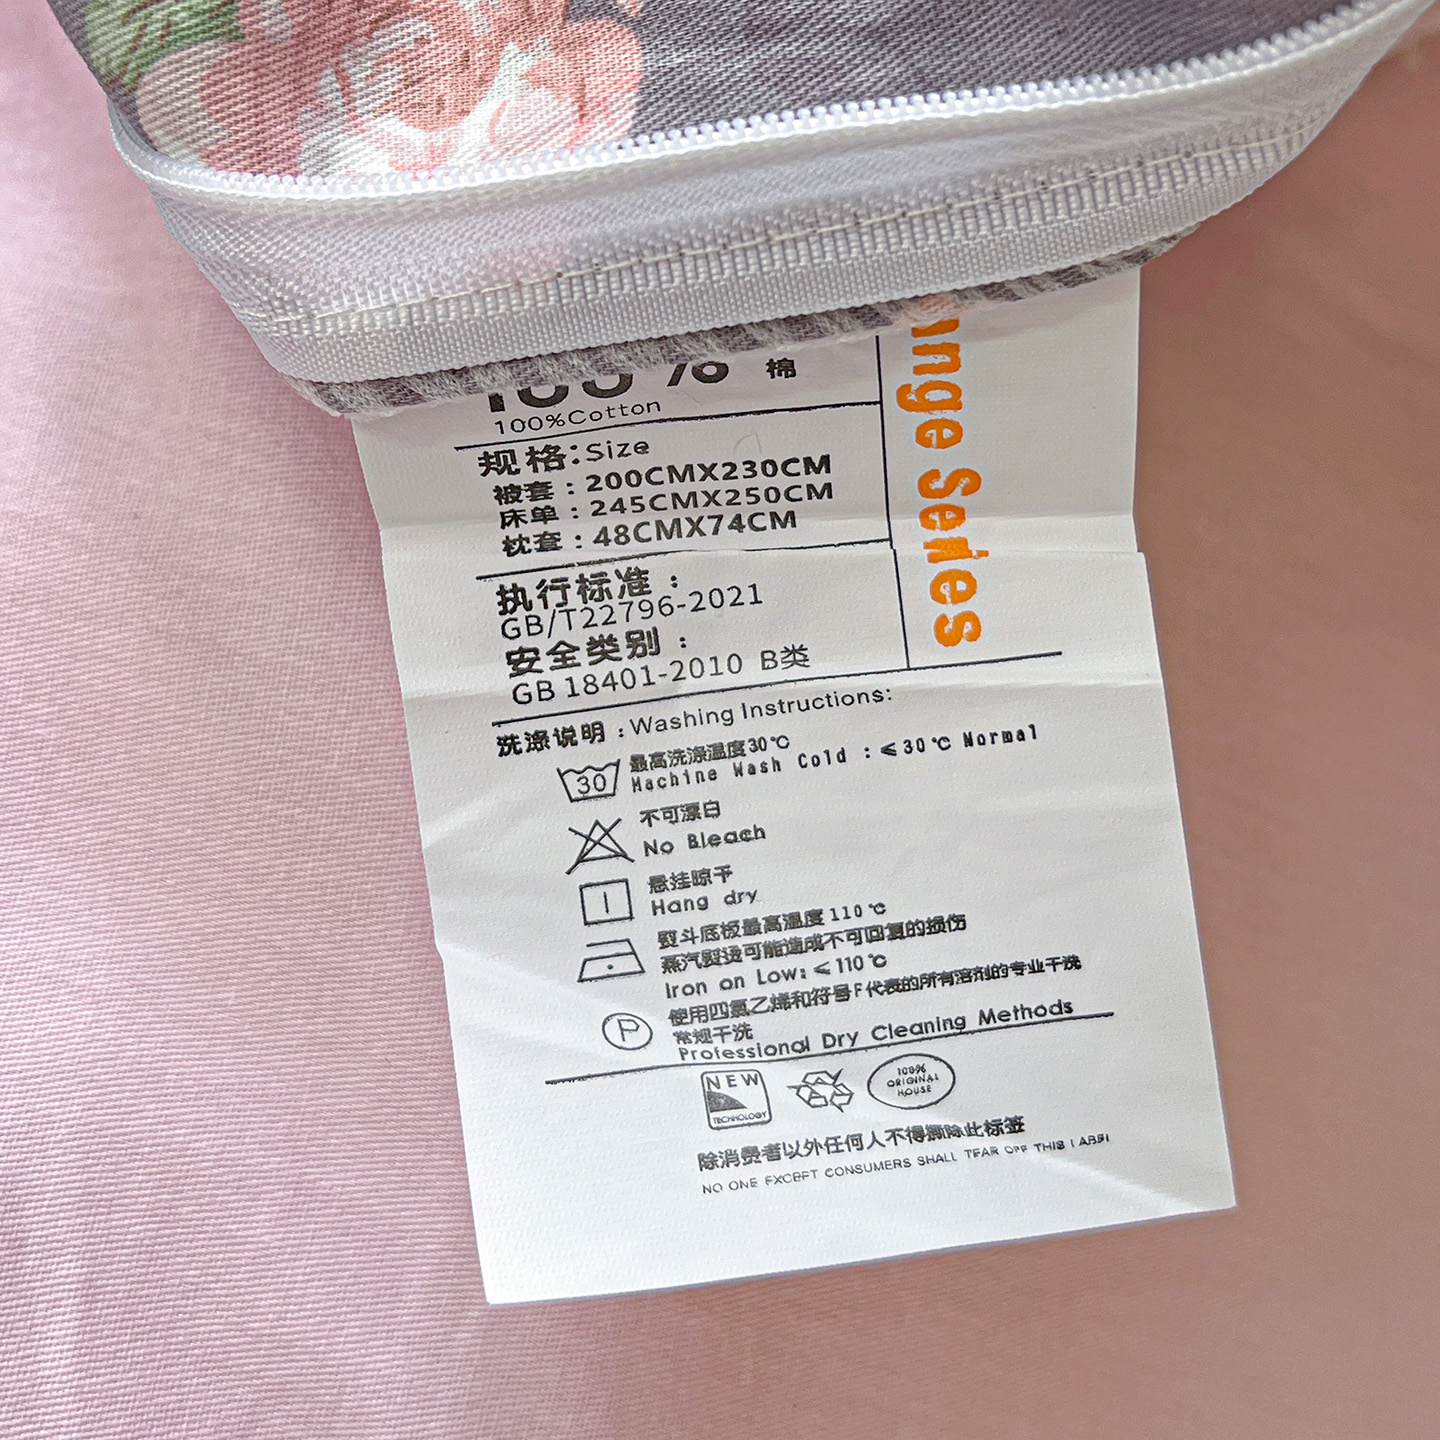 100% 棉
100%Cotton
规格:Size
被套:200CMX230CM
床单:245CMX250CM
枕套:48CMX74CM
执行标准:
GB/T22796-2021
安全类别:
GB 18401-2010 B类
nge Series
洗涤说明:Washing Instructions:
30
最高洗涤温度30℃
Machine Wash Cold :≤30℃ Normal
不可漂白
No Bleach
悬挂晾干
Hang dry
熨斗底板最高温度110℃
蒸汽熨烫可能造成不可回复的损伤
Iron on Low:≤110℃
P
使用四氯乙烯和符号F代表的所有溶剂的专业干洗
常规干洗
Professional Dry Cleaning Methods
NEW
TECHNOLOGY
100%
ORIGINAL
HOUSE
除消费者以外任何人不得撕除此标签
NO ONE EXCEPT CONSUMERS SHALL TEAR OFF THIS LABEL